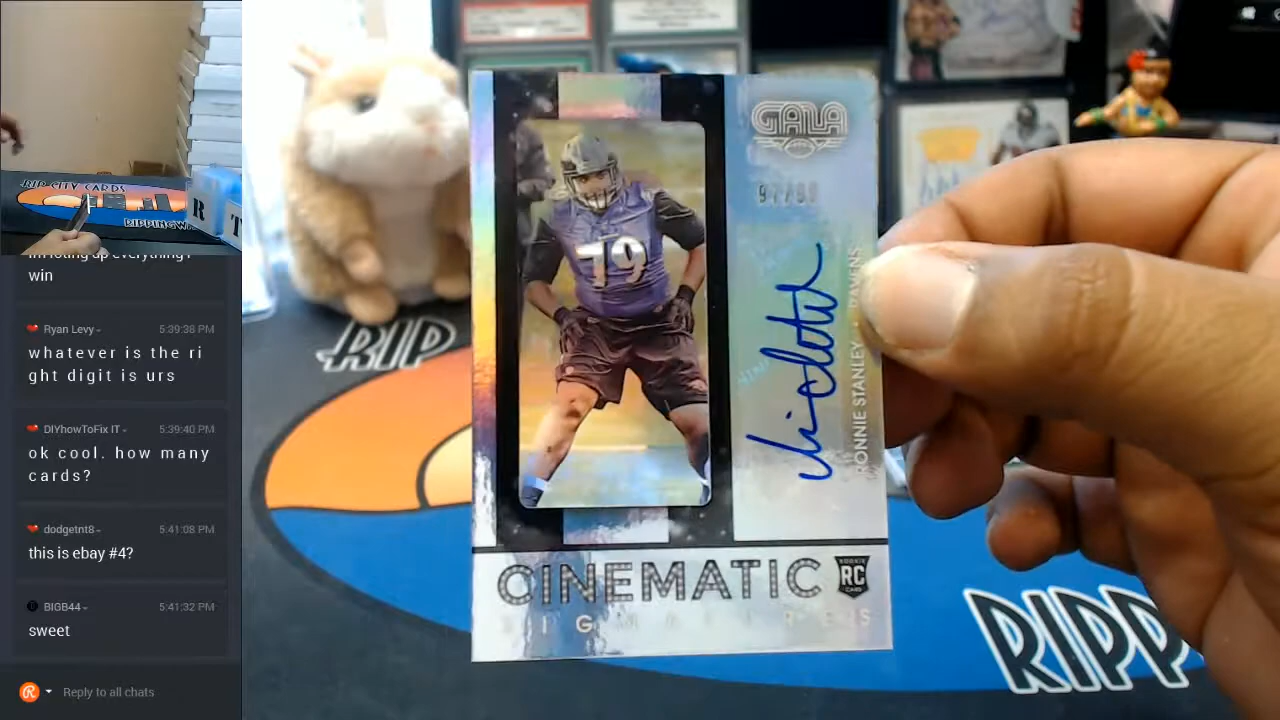 RIP CITY CARDS
RIPPINGW
R
T
win
Ryan Levy
5:39:38 PM
whatever is the ri
ght digit is urs
DIYhowToFix IT
5:39:40 PM
ok cool. how many
cards?
dodgetnt8
5:41:08 PM
this is ebay #4?
BIGB44
5:41:32 PM
sweet
Reply to all chats
RIP
GALA
79
RONNIE STANLEY
RAVENS
CINEMATIC
SIGNATURES
ROOKIE
RC
CARD
RIPP